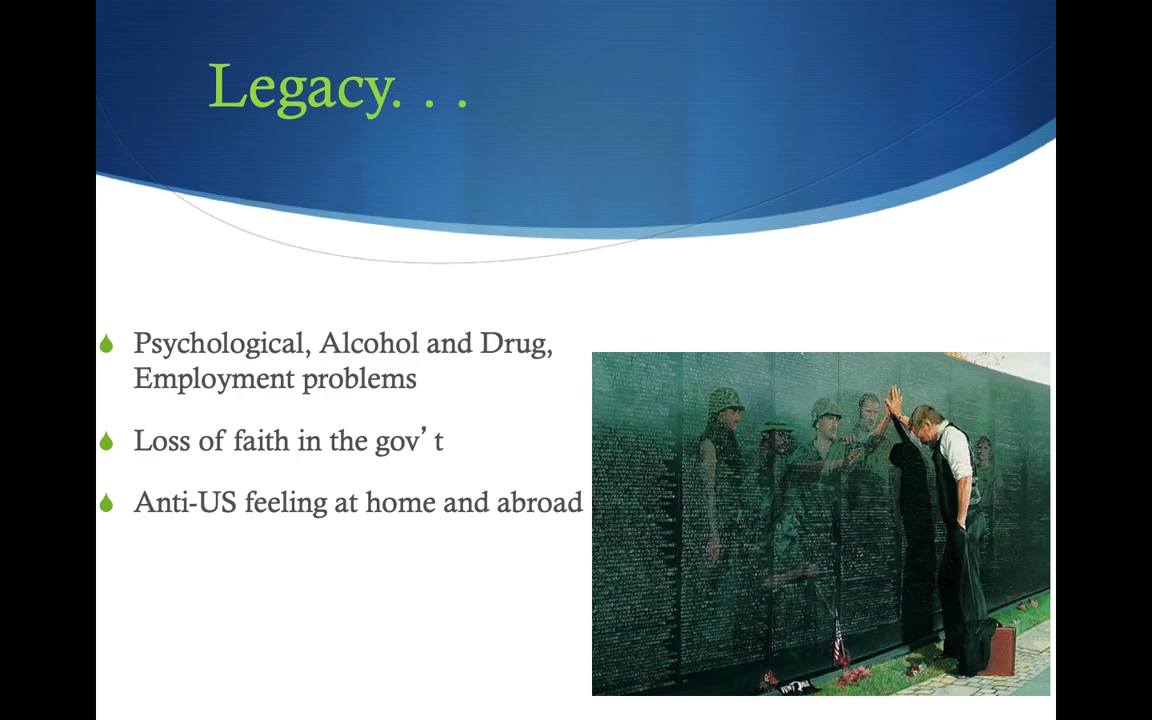 Legacy. . .
Psychological, Alcohol and Drug,
Employment problems
Loss of faith in the gov’ t
Anti-US feeling at home and abroad